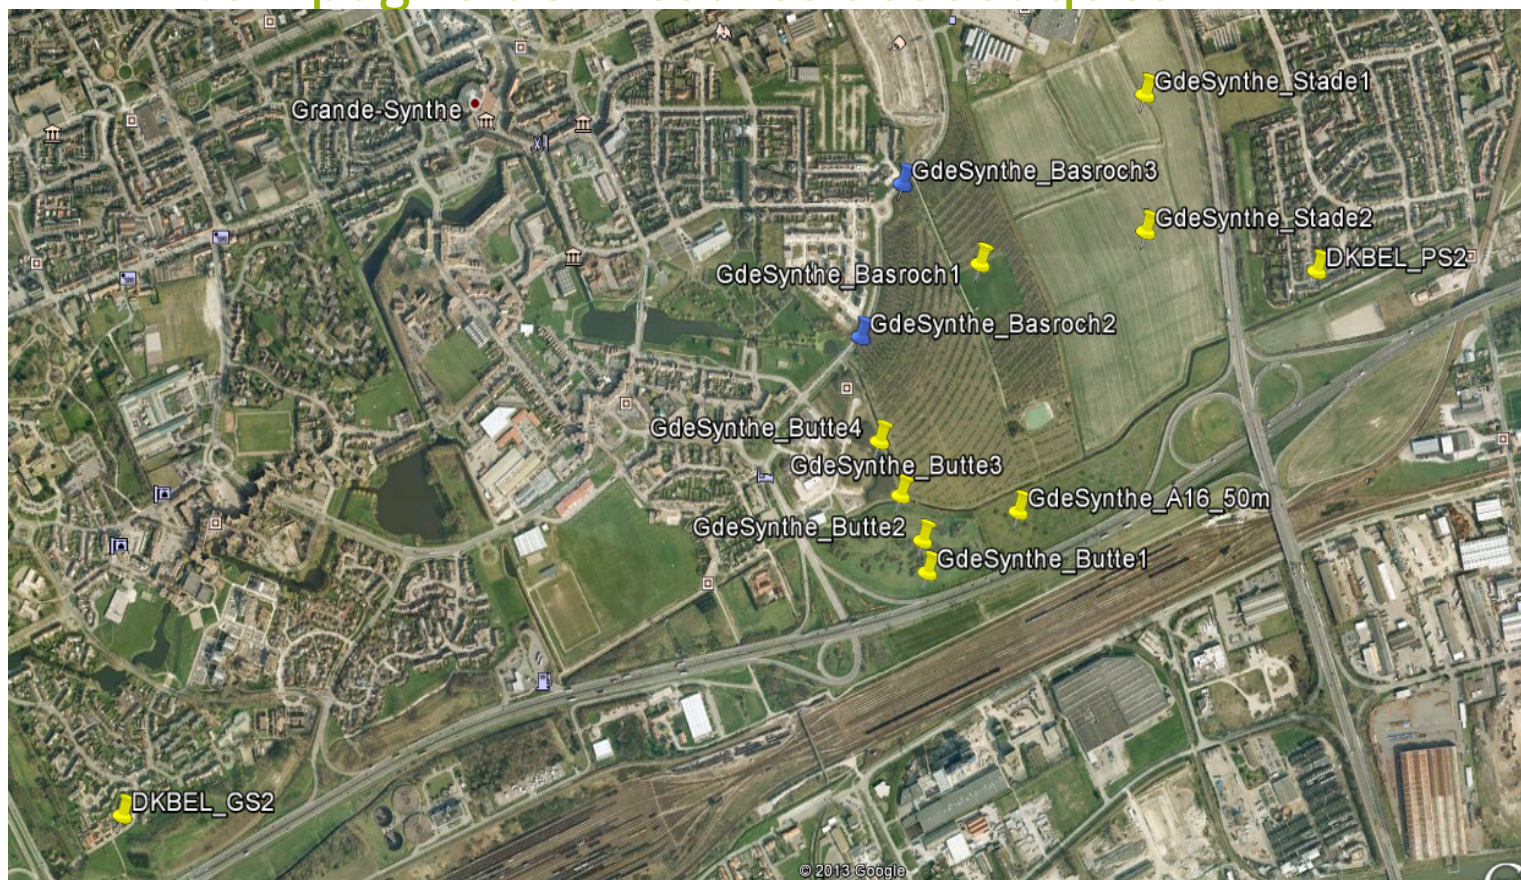 GdeSynthe_Stade1
Grande-Synthe
GdeSynthe_Basroch3
GdeSynthe_Stade2
DKBEL_PS2
GdeSynthe_Basroch1
GdeSynthe_Basroch2
GdeSynthe_Butte4
GdeSynthe_Butte3
GdeSynthe_A16_50m
GdeSynthe_Butte2
GdeSynthe_Butte1
DKBEL_GS2
© 2013 Google